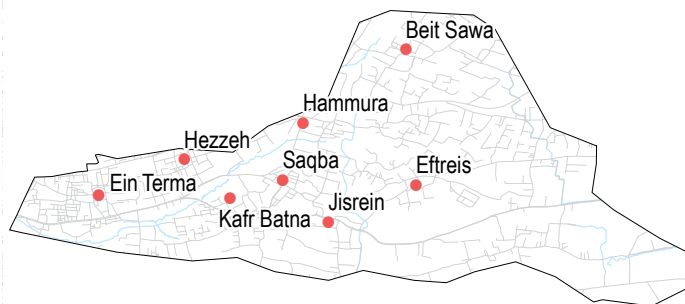 Beit Sawa
Hammura
Hezzeh
Saqba
Eftreis
Ein Terma
Kafr Batna
Jisrein